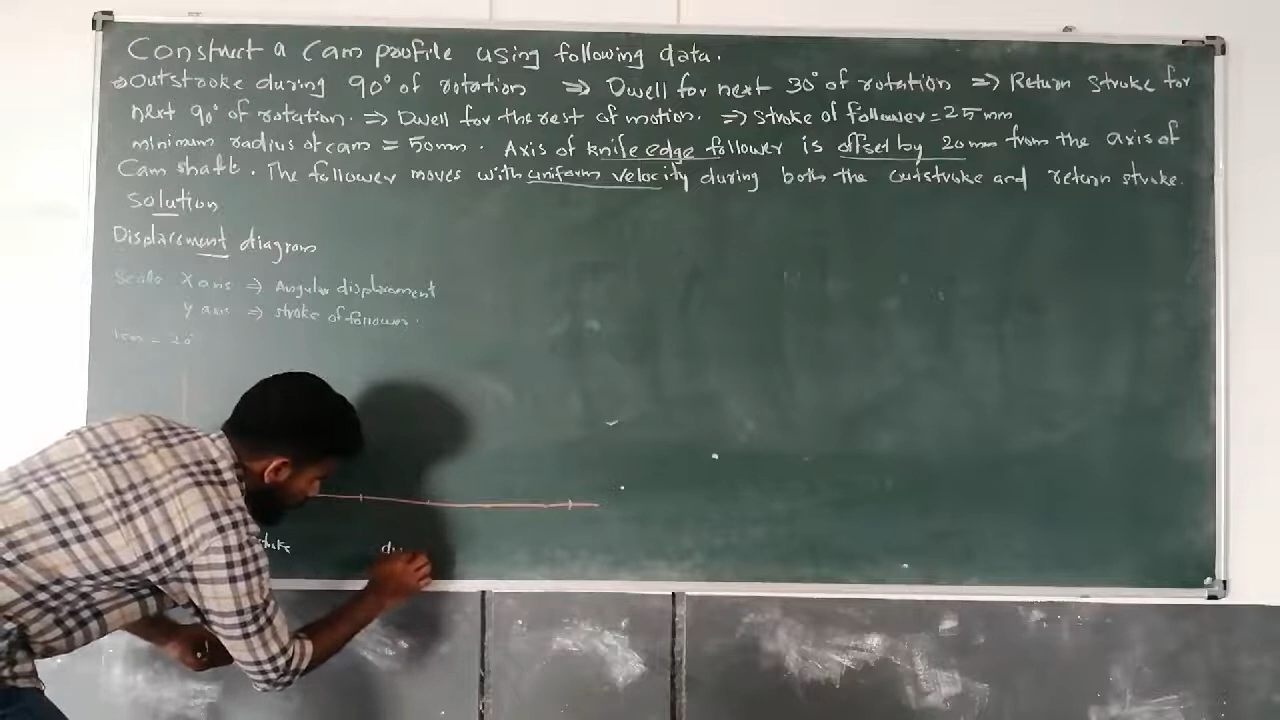 Construct a Cam profile using following data.
→ Outstroke during 90° of rotation ⇒ Dwell for next 30° of rotation ⇒ Return stroke for
next 90° of rotation. ⇒ Dwell for the rest of motion. ⇒ Stroke of follower = 25mm
minimum radius of cam = 50mm. Axis of knife edge follower is offset by 20mm from the axis of
Cam shaft. The follower moves with uniform velocity during both the outstroke and return stroke.
Solution
Displacement diagram
Scale X axis ⇒ Angular displacement
Y axis ⇒ stroke of follower.
1cm = 20°